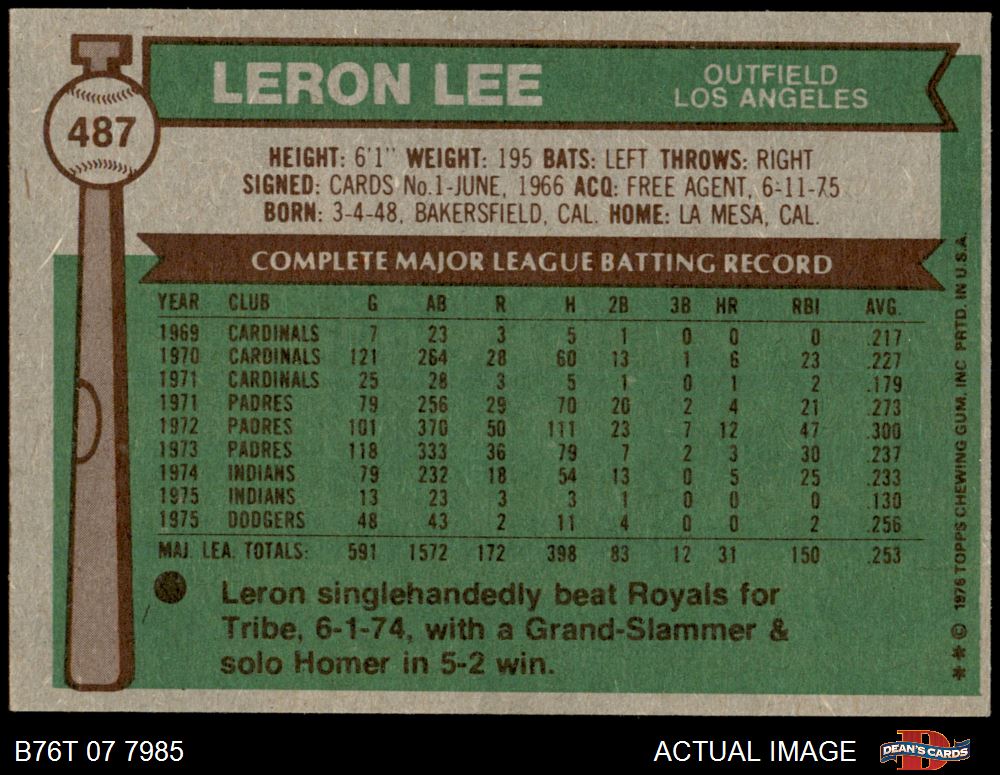 487
LERON LEE
OUTFIELD
LOS ANGELES
HEIGHT: 6'1" WEIGHT: 195 BATS: LEFT THROWS: RIGHT
SIGNED: CARDS No.1-JUNE, 1966 ACQ: FREE AGENT, 6-11-75
BORN: 3-4-48, BAKERSFIELD, CAL. HOME: LA MESA, CAL.
COMPLETE MAJOR LEAGUE BATTING RECORD
YEAR CLUB G AB R H 2B 3B HR RBI AVG.
1969 CARDINALS 7 23 3 5 1 0 0 0 .217
1970 CARDINALS 121 264 28 60 13 1 6 23 .227
1971 CARDINALS 25 28 3 5 1 0 1 2 .179
1971 PADRES 79 256 29 70 20 2 4 21 .273
1972 PADRES 101 370 50 111 23 7 12 47 .300
1973 PADRES 118 333 36 79 7 2 3 30 .237
1974 INDIANS 79 232 18 54 13 0 5 25 .233
1975 INDIANS 13 23 3 3 1 0 0 0 .130
1975 DODGERS 48 43 2 11 4 0 0 2 .256
MAJ. LEA. TOTALS: 591 1572 172 398 83 12 31 150 .253
Leron singlehandedly beat Royals for
Tribe, 6-1-74, with a Grand-Slammer &
solo Homer in 5-2 win.
** © 1976 TOPPS CHEWING GUM, INC PRTD. IN U.S.A.
B76T 07 7985
ACTUAL IMAGE
DEAN'S CARDS